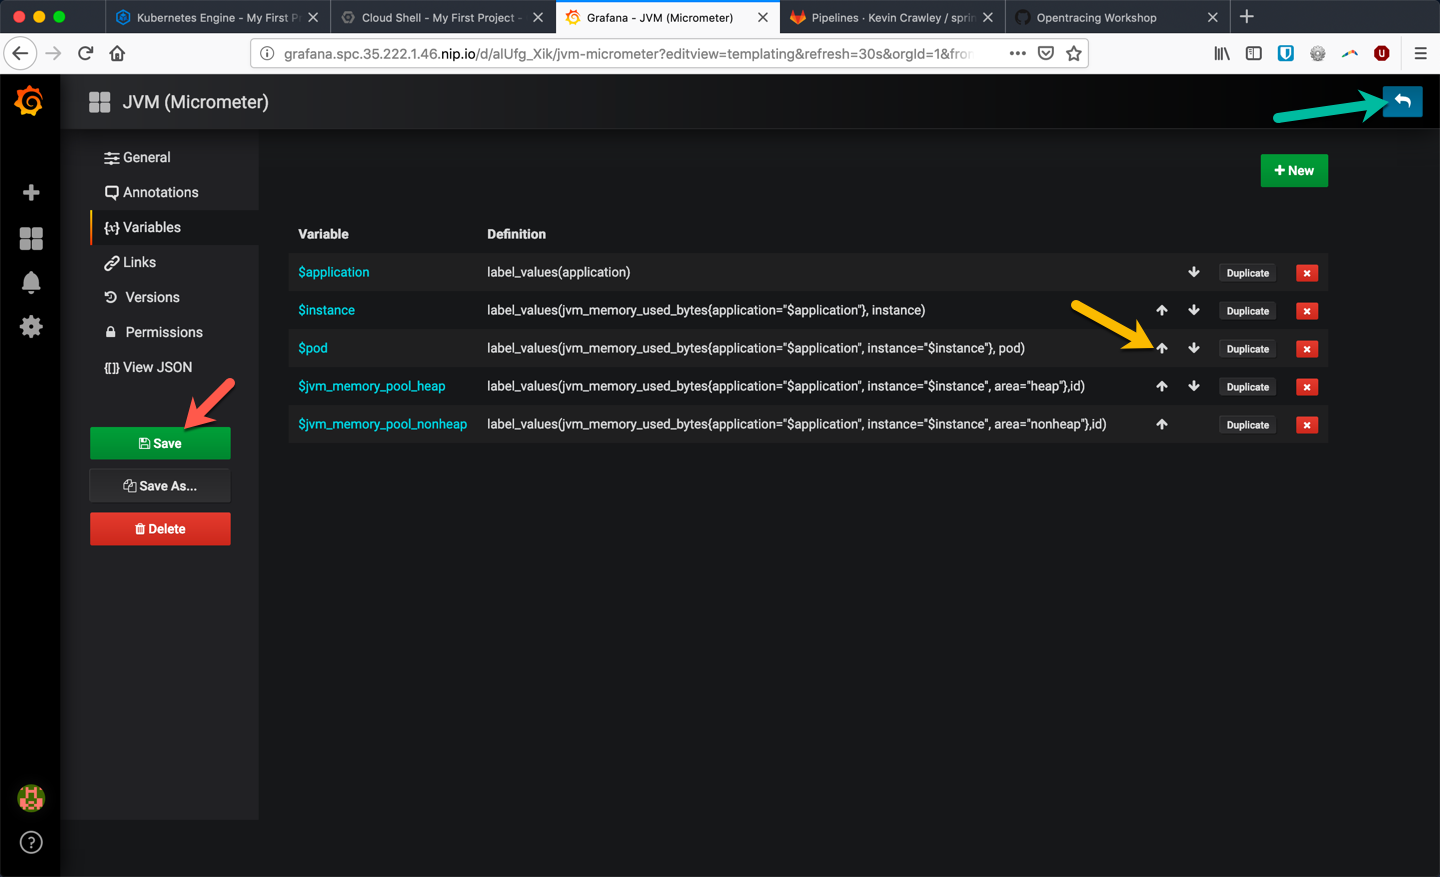 Kubernetes Engine - My First P
Cloud Shell - My First Project -
Grafana - JVM (Micrometer)
Pipelines · Kevin Crawley / sprin
Opentracing Workshop
grafana.spc.35.222.1.46.nip.io/d/alUfg_Xik/jvm-micrometer?editview=templating&refresh=30s&orgId=1&fro
JVM (Micrometer)
General
Annotations
{x} Variables
Links
Versions
Permissions
View JSON
Save
Save As...
Delete
+ New
Variable Definition
$application label_values(application) Duplicate
$instance label_values(jvm_memory_used_bytes{application="$application"}, instance) Duplicate
$pod label_values(jvm_memory_used_bytes{application="$application", instance="$instance"}, pod) Duplicate
$jvm_memory_pool_heap label_values(jvm_memory_used_bytes{application="$application", instance="$instance", area="heap"},id) Duplicate
$jvm_memory_pool_nonheap label_values(jvm_memory_used_bytes{application="$application", instance="$instance", area="nonheap"},id) Duplicate